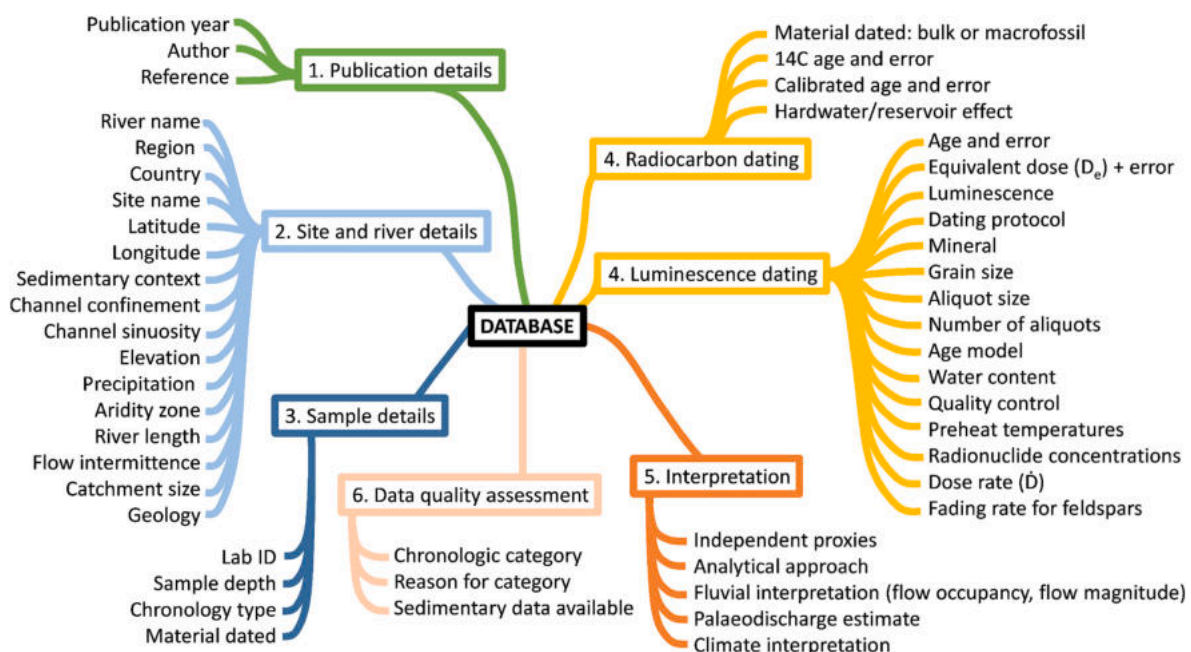 Publication year
Author
Reference
1. Publication details
River name
Region
Country
Site name
Latitude
Longitude
Sedimentary context
Channel confinement
Channel sinuosity
Elevation
Precipitation
Aridity zone
River length
Flow intermittence
Catchment size
Geology
2. Site and river details
DATABASE
3. Sample details
Lab ID
Sample depth
Chronology type
Material dated
6. Data quality assessment
Chronologic category
Reason for category
Sedimentary data available
4. Radiocarbon dating
Material dated: bulk or macrofossil
14C age and error
Calibrated age and error
Hardwater/reservoir effect
4. Luminescence dating
Age and error
Equivalent dose (Dₑ) + error
Luminescence
Dating protocol
Mineral
Grain size
Aliquot size
Number of aliquots
Age model
Water content
Quality control
Preheat temperatures
Radionuclide concentrations
Dose rate (Ḋ)
Fading rate for feldspars
5. Interpretation
Independent proxies
Analytical approach
Fluvial interpretation (flow occupancy, flow magnitude)
Palaeodischarge estimate
Climate interpretation